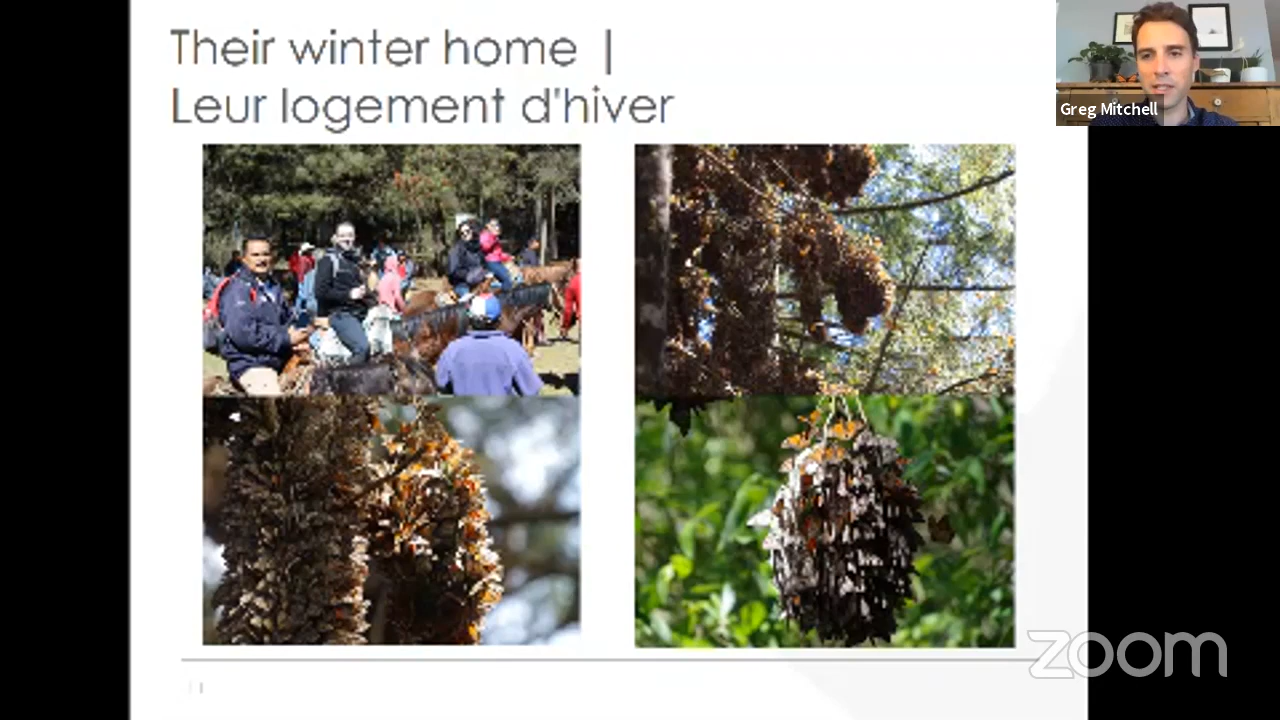 Their winter home |
Leur logement d'hiver
Greg Mitchell
zoom